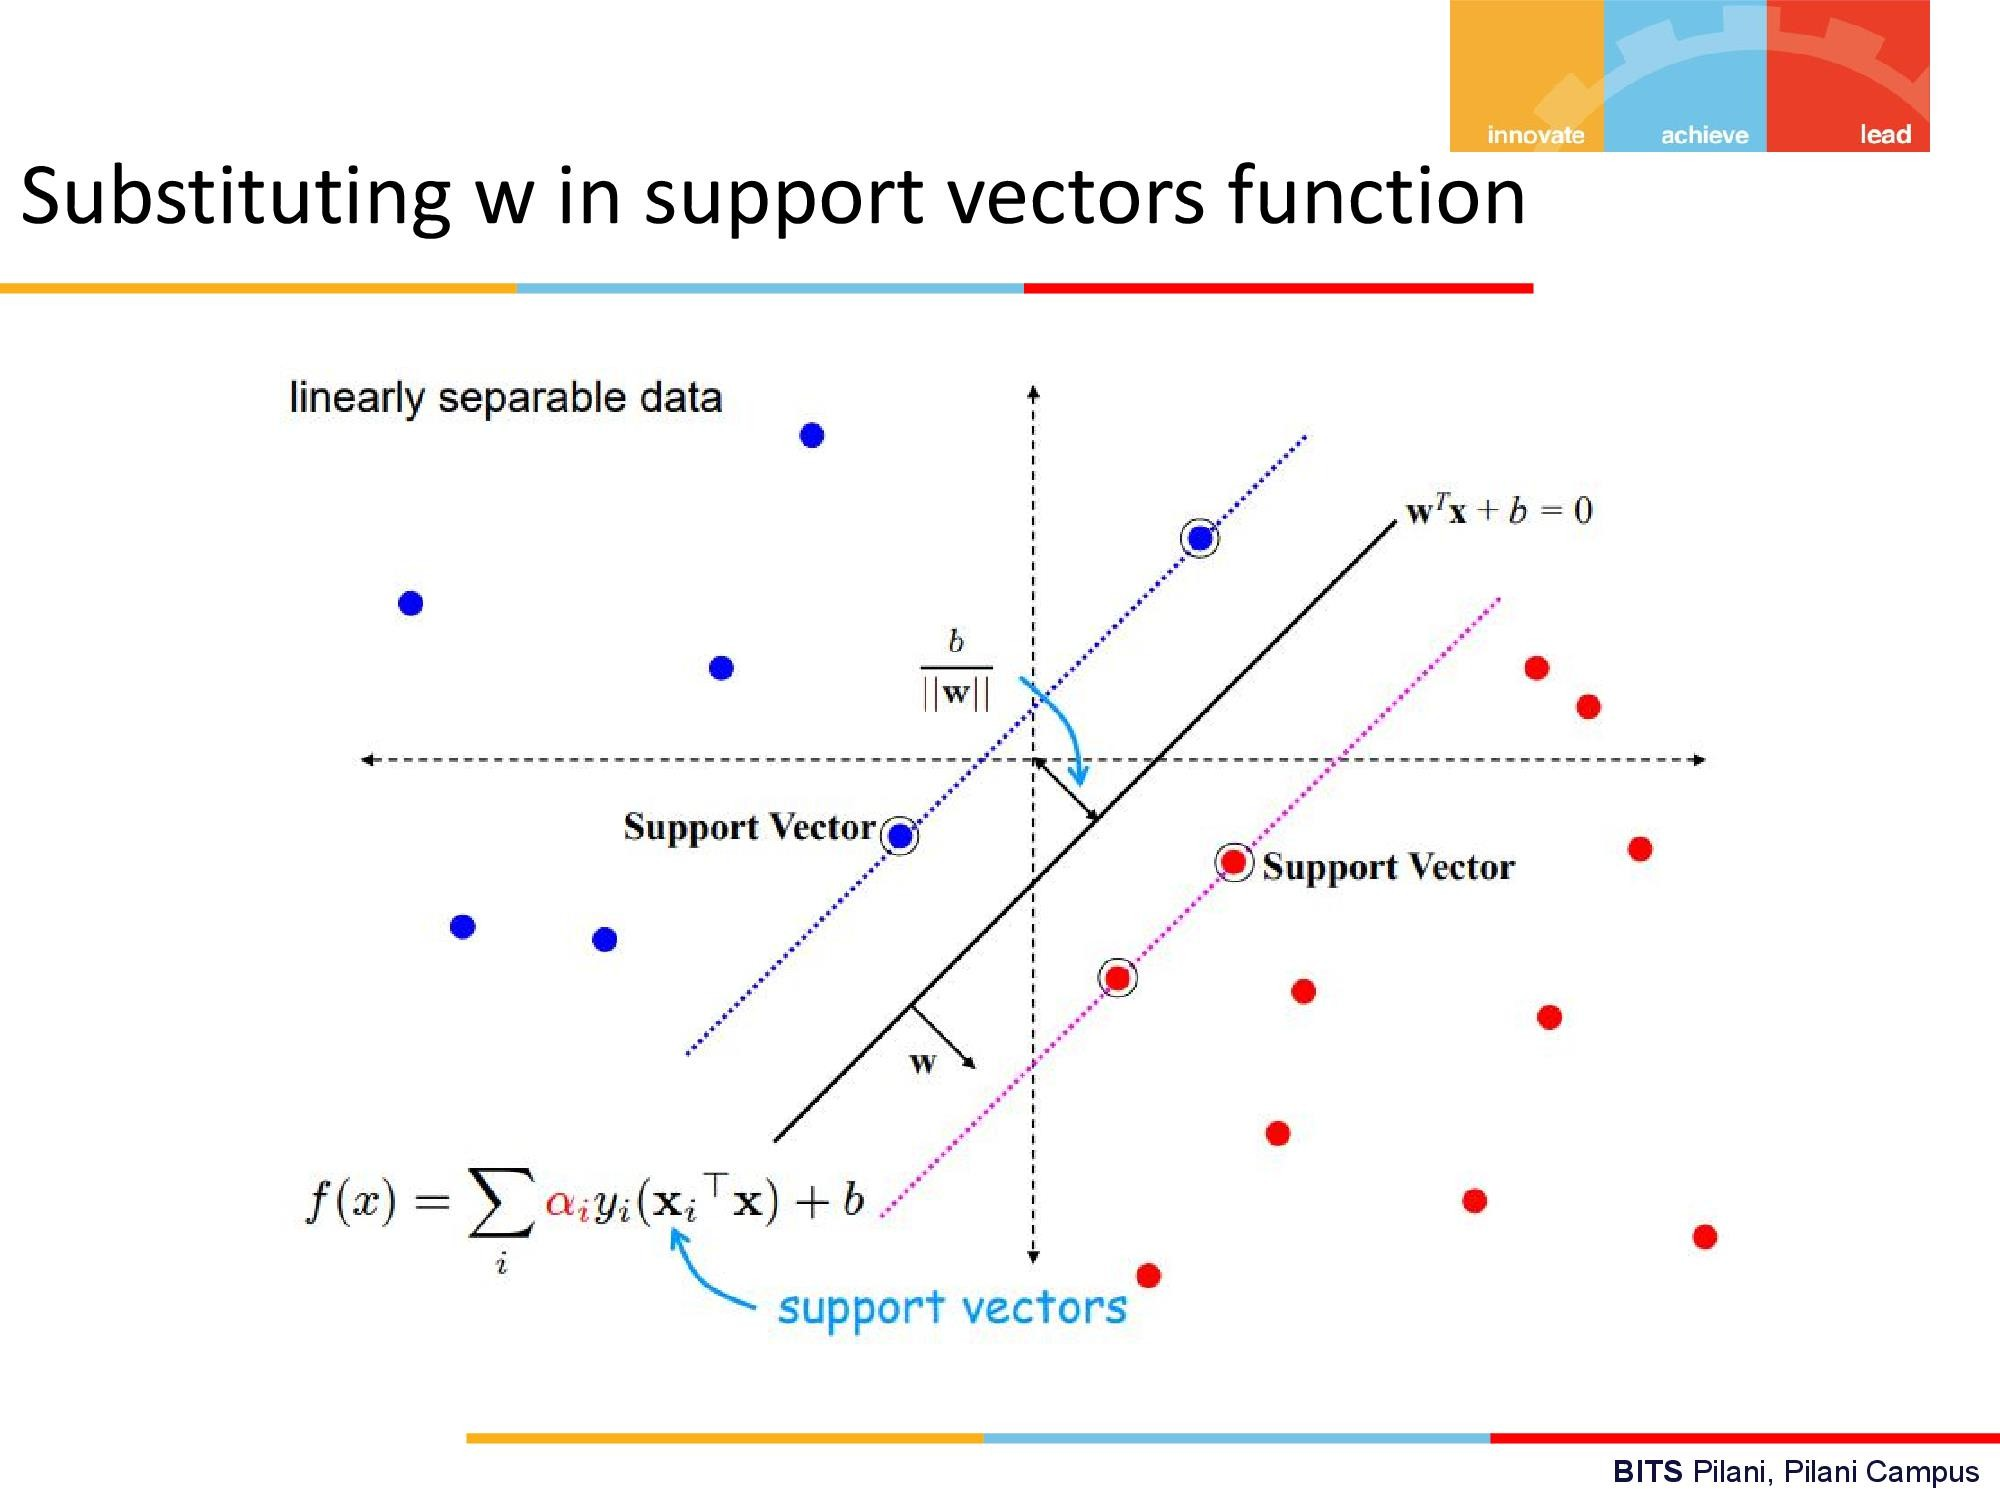 innovate achieve lead
Substituting w in support vectors function
linearly separable data
wᵀx + b = 0
b
||w||
Support Vector
Support Vector
w
f(x) = ∑ αᵢyᵢ(xᵢ⊤x) + b
i
support vectors
BITS Pilani, Pilani Campus